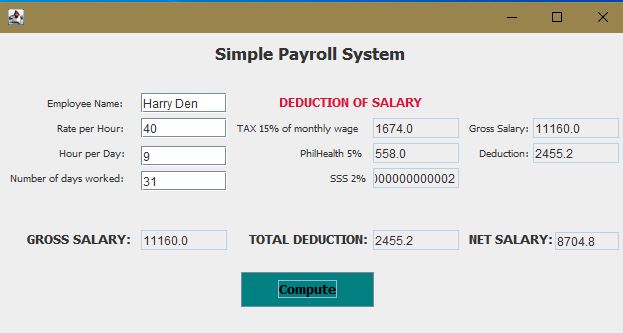 Simple Payroll System
Employee Name: Harry Den DEDUCTION OF SALARY
Rate per Hour: 40 TAX 15% of monthly wage 1674.0 Gross Salary: 11160.0
Hour per Day: 9 PhilHealth 5% 558.0 Deduction: 2455.2
Number of days worked: 31 SSS 2% 000000000002
GROSS SALARY: 11160.0 TOTAL DEDUCTION: 2455.2 NET SALARY: 8704.8
Compute